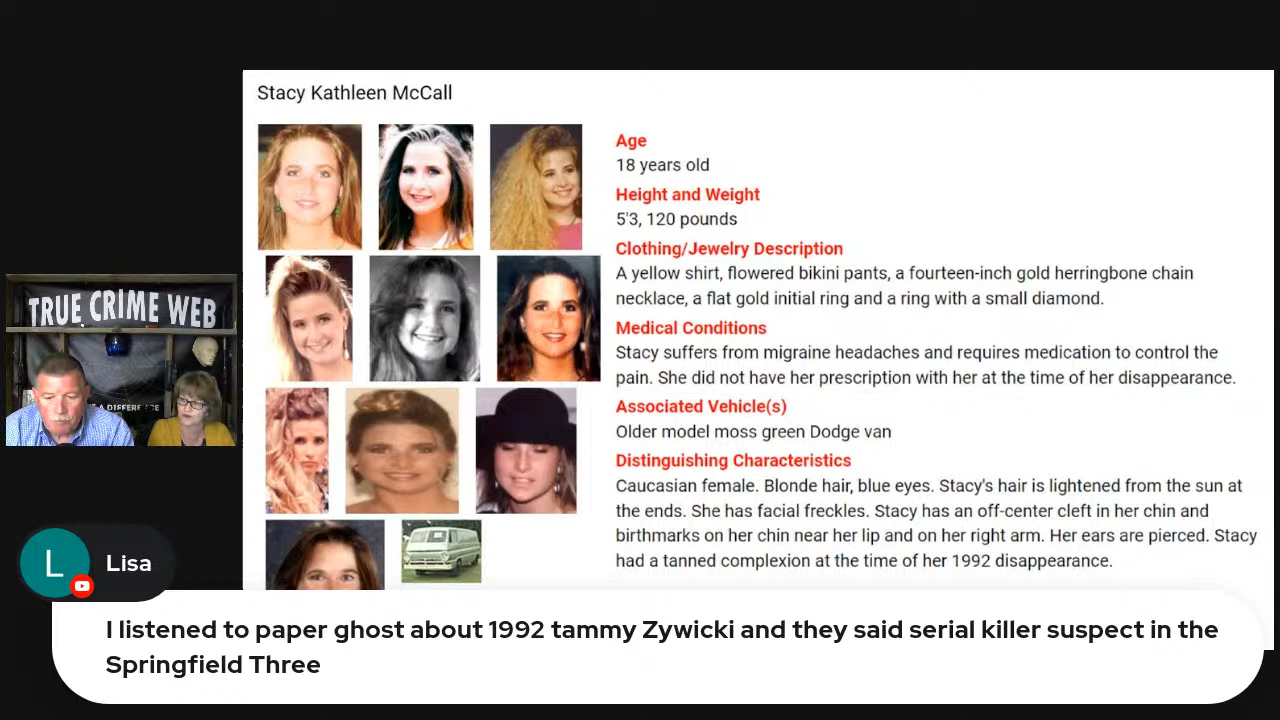 Stacy Kathleen McCall
Age
18 years old
Height and Weight
5'3, 120 pounds
Clothing/Jewelry Description
A yellow shirt, flowered bikini pants, a fourteen-inch gold herringbone chain
necklace, a flat gold initial ring and a ring with a small diamond.
Medical Conditions
Stacy suffers from migraine headaches and requires medication to control the
pain. She did not have her prescription with her at the time of her disappearance.
Associated Vehicle(s)
Older model moss green Dodge van
Distinguishing Characteristics
Caucasian female. Blonde hair, blue eyes. Stacy's hair is lightened from the sun at
the ends. She has facial freckles. Stacy has an off-center cleft in her chin and
birthmarks on her chin near her lip and on her right arm. Her ears are pierced. Stacy
had a tanned complexion at the time of her 1992 disappearance.
TRUE CRIME WEB
A DIFFERENCE
L
Lisa
I listened to paper ghost about 1992 tammy Zywicki and they said serial killer suspect in the
Springfield Three